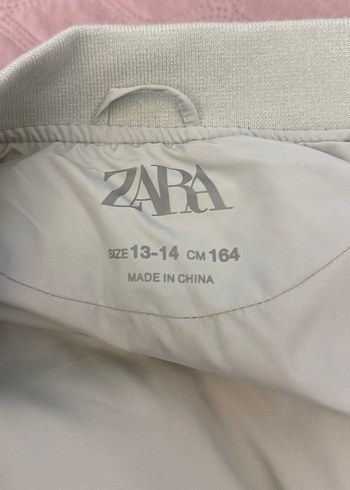 ZARA
SIZE 13-14 CM 164
MADE IN CHINA